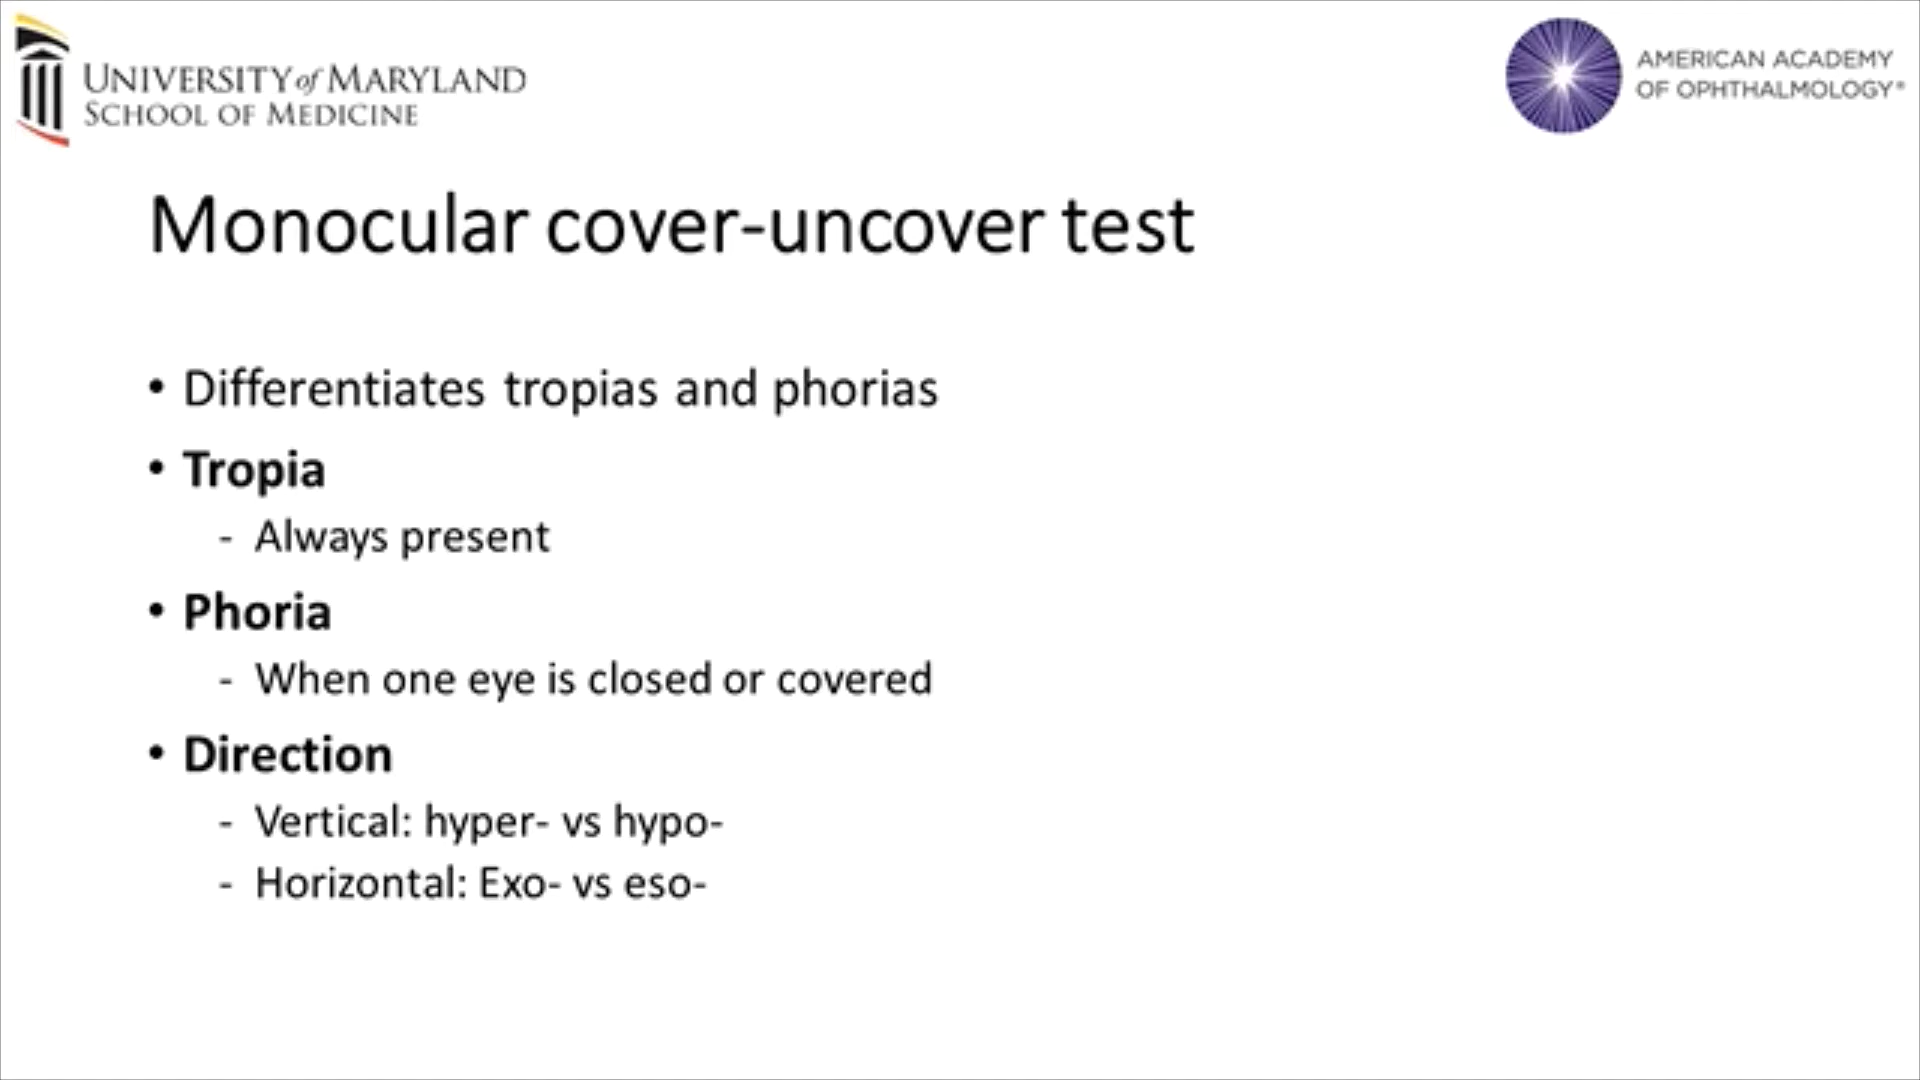 UNIVERSITY of MARYLAND
SCHOOL OF MEDICINE
AMERICAN ACADEMY
OF OPHTHALMOLOGY®
Monocular cover-uncover test
• Differentiates tropias and phorias
• Tropia
- Always present
• Phoria
- When one eye is closed or covered
• Direction
- Vertical: hyper- vs hypo-
- Horizontal: Exo- vs eso-